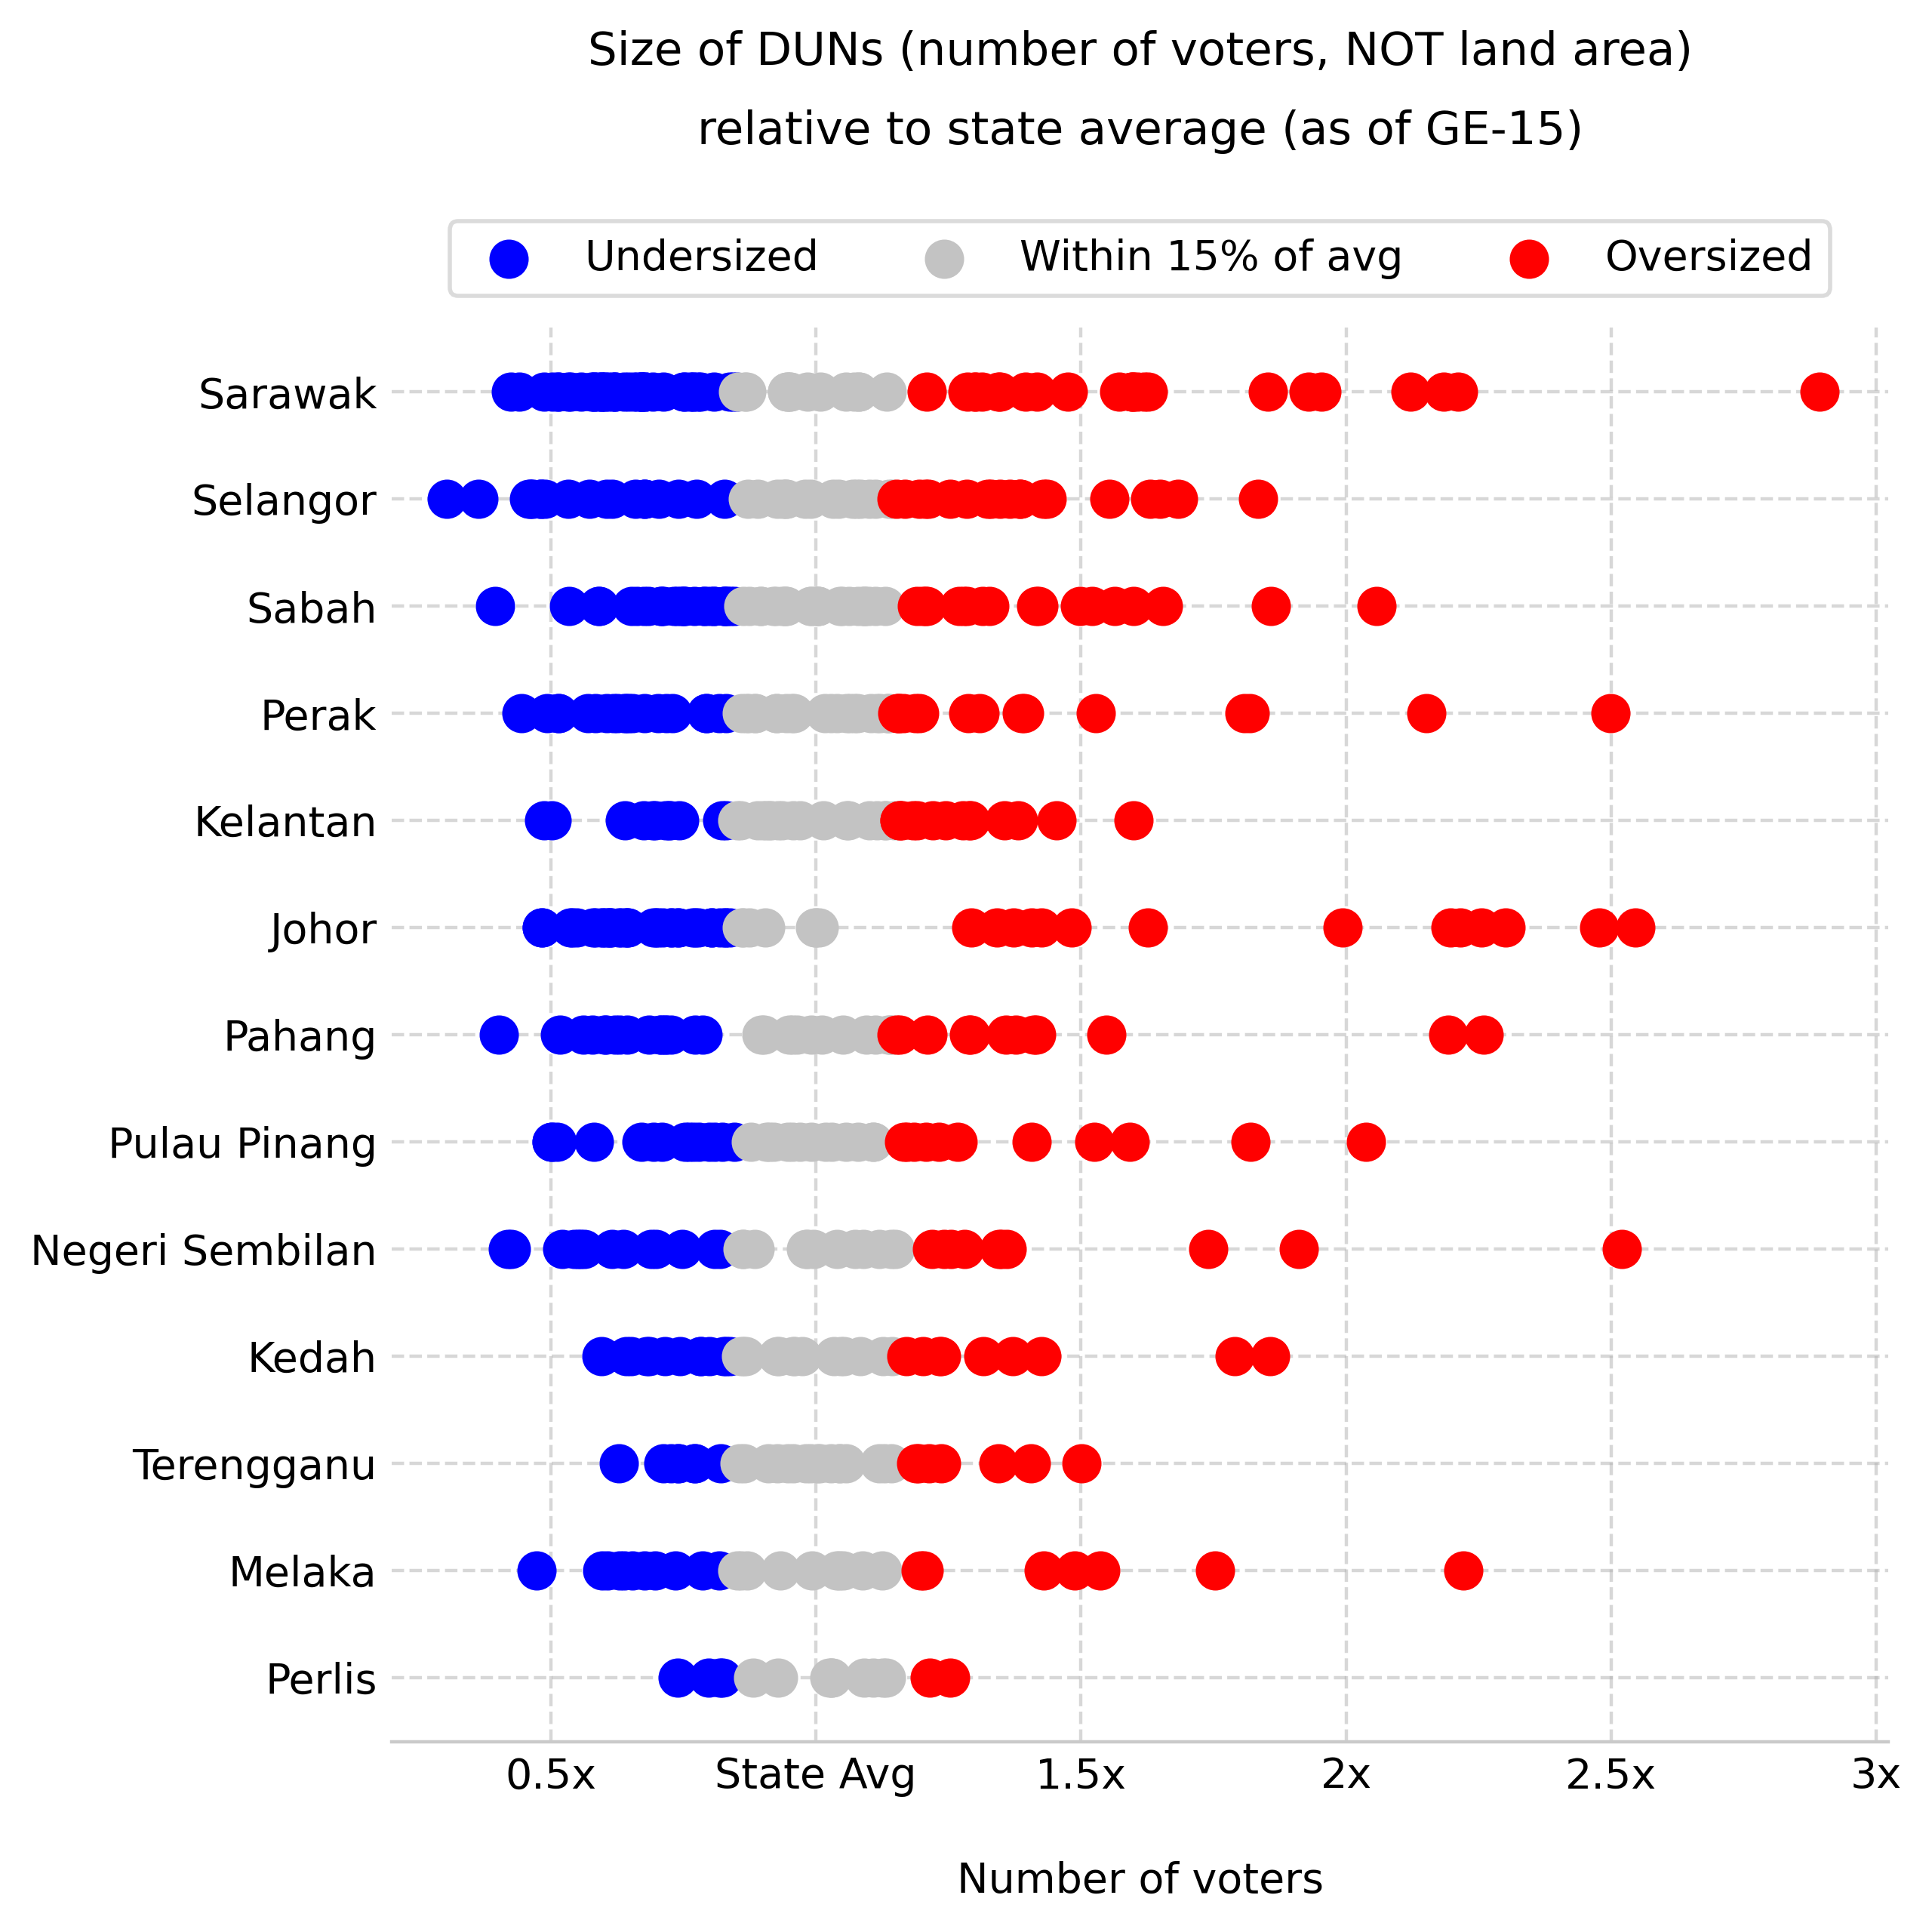 Size of DUNs (number of voters, NOT land area)
relative to state average (as of GE-15)
Undersized
Within 15% of avg
Oversized
Sarawak
Selangor
Sabah
Perak
Kelantan
Johor
Pahang
Pulau Pinang
Negeri Sembilan
Kedah
Terengganu
Melaka
Perlis
0.5x
State Avg
1.5x
2x
2.5x
3x
Number of voters